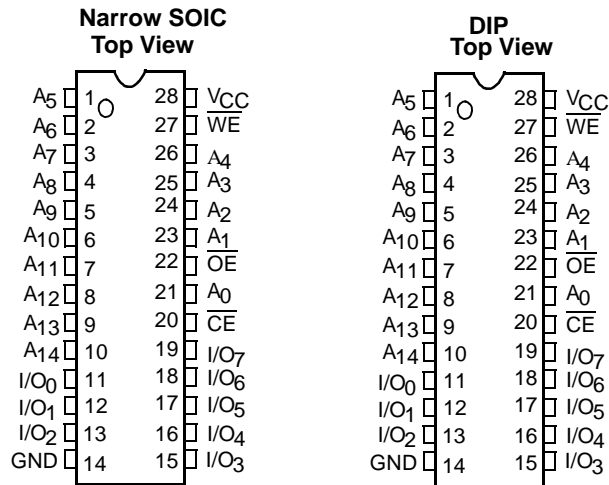 Narrow SOIC
Top View
A5 1 28 VCC
A6 2 27 WE
A7 3 26 A4
A8 4 25 A3
A9 5 24 A2
A10 6 23 A1
A11 7 22 OE
A12 8 21 A0
A13 9 20 CE
A14 10 19 I/O7
I/O0 11 18 I/O6
I/O1 12 17 I/O5
I/O2 13 16 I/O4
GND 14 15 I/O3
DIP
Top View
A5 1 28 VCC
A6 2 27 WE
A7 3 26 A4
A8 4 25 A3
A9 5 24 A2
A10 6 23 A1
A11 7 22 OE
A12 8 21 A0
A13 9 20 CE
A14 10 19 I/O7
I/O0 11 18 I/O6
I/O1 12 17 I/O5
I/O2 13 16 I/O4
GND 14 15 I/O3